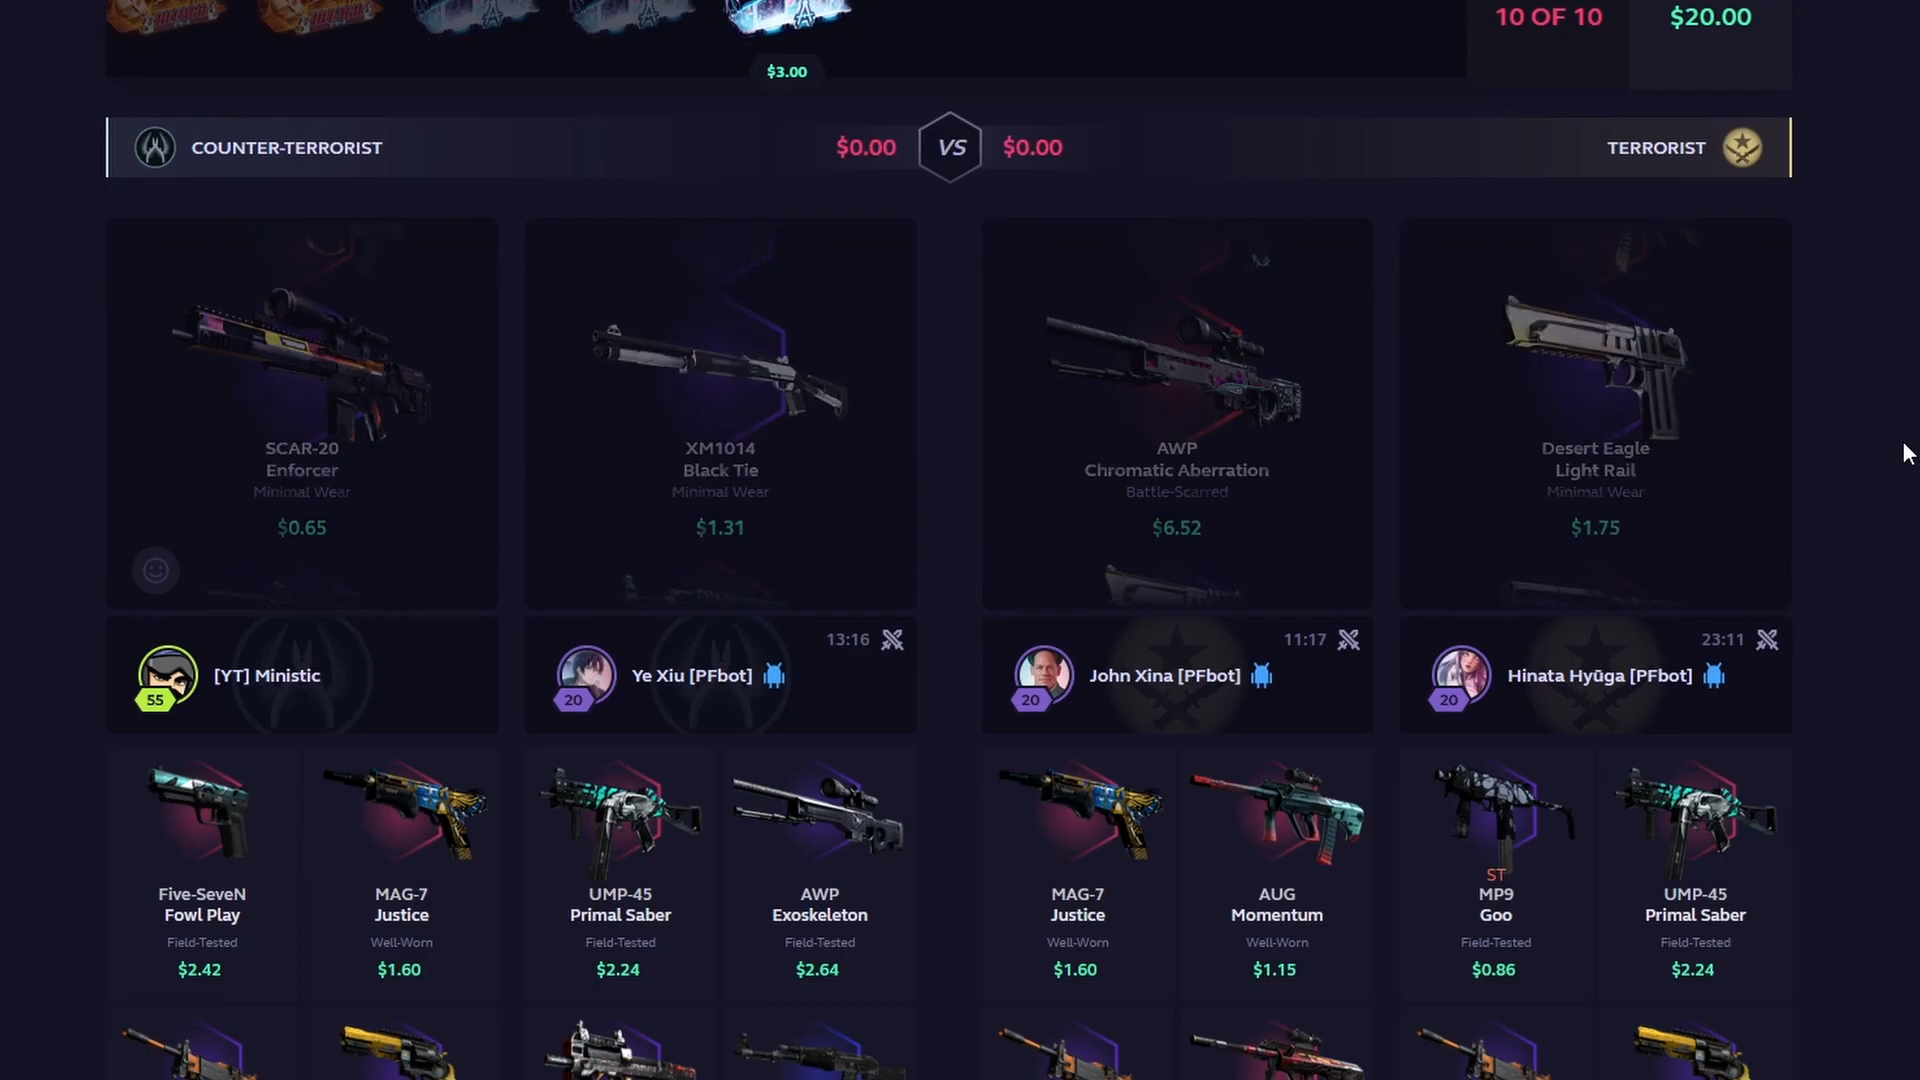 10 OF 10
$20.00
$3.00
COUNTER-TERRORIST
$0.00
VS
$0.00
TERRORIST
SCAR-20
Enforcer
Minimal Wear
$0.65
XM1014
Black Tie
Minimal Wear
$1.31
AWP
Chromatic Aberration
Battle-Scarred
$6.52
Desert Eagle
Light Rail
Minimal Wear
$1.75
55
[YT] Ministic
13:16
20
Ye Xiu [PFbot]
11:17
20
John Xina [PFbot]
23:11
20
Hinata Hyūga [PFbot]
Five-SeveN
Fowl Play
Field-Tested
$2.42
MAG-7
Justice
Well-Worn
$1.60
UMP-45
Primal Saber
Field-Tested
$2.24
AWP
Exoskeleton
Field-Tested
$2.64
MAG-7
Justice
Well-Worn
$1.60
AUG
Momentum
Well-Worn
$1.15
ST
MP9
Goo
Field-Tested
$0.86
UMP-45
Primal Saber
Field-Tested
$2.24